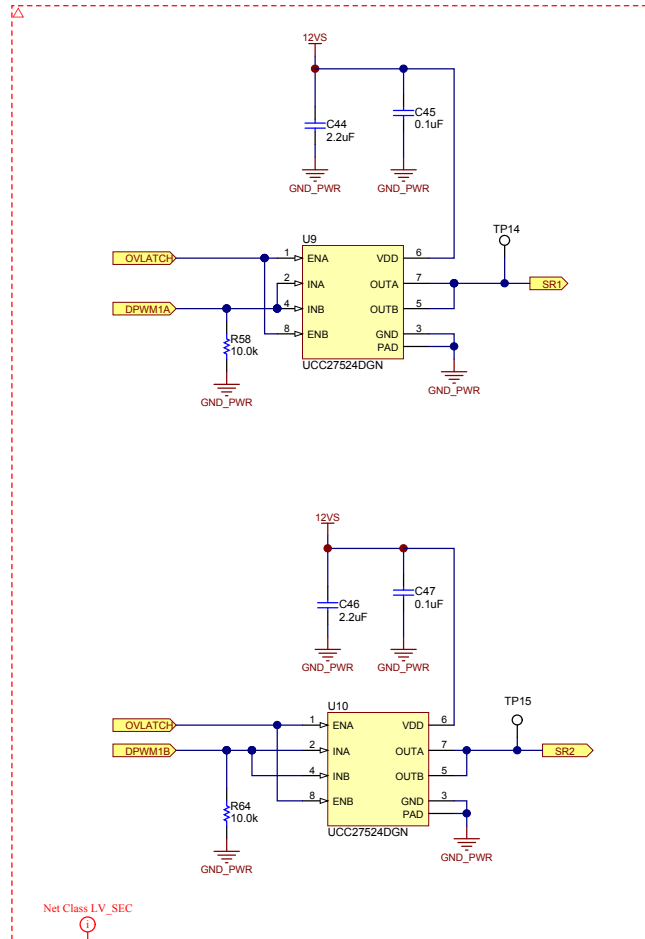 12VS
C44
2.2uF
C45
0.1uF
GND_PWR
GND_PWR
U9
TP14
OVLATCH
1
ENA
VDD
6
2
INA
OUTA
7
SR1
DPWM1A
4
INB
OUTB
5
8
ENB
GND
3
PAD
R58
10.0k
UCC27524DGN
GND_PWR
GND_PWR
12VS
C46
2.2uF
C47
0.1uF
GND_PWR
GND_PWR
U10
TP15
OVLATCH
1
ENA
VDD
6
DPWM1B
2
INA
OUTA
7
SR2
4
INB
OUTB
5
8
ENB
GND
3
PAD
R64
10.0k
UCC27524DGN
GND_PWR
GND_PWR
Net Class LV_SEC
i